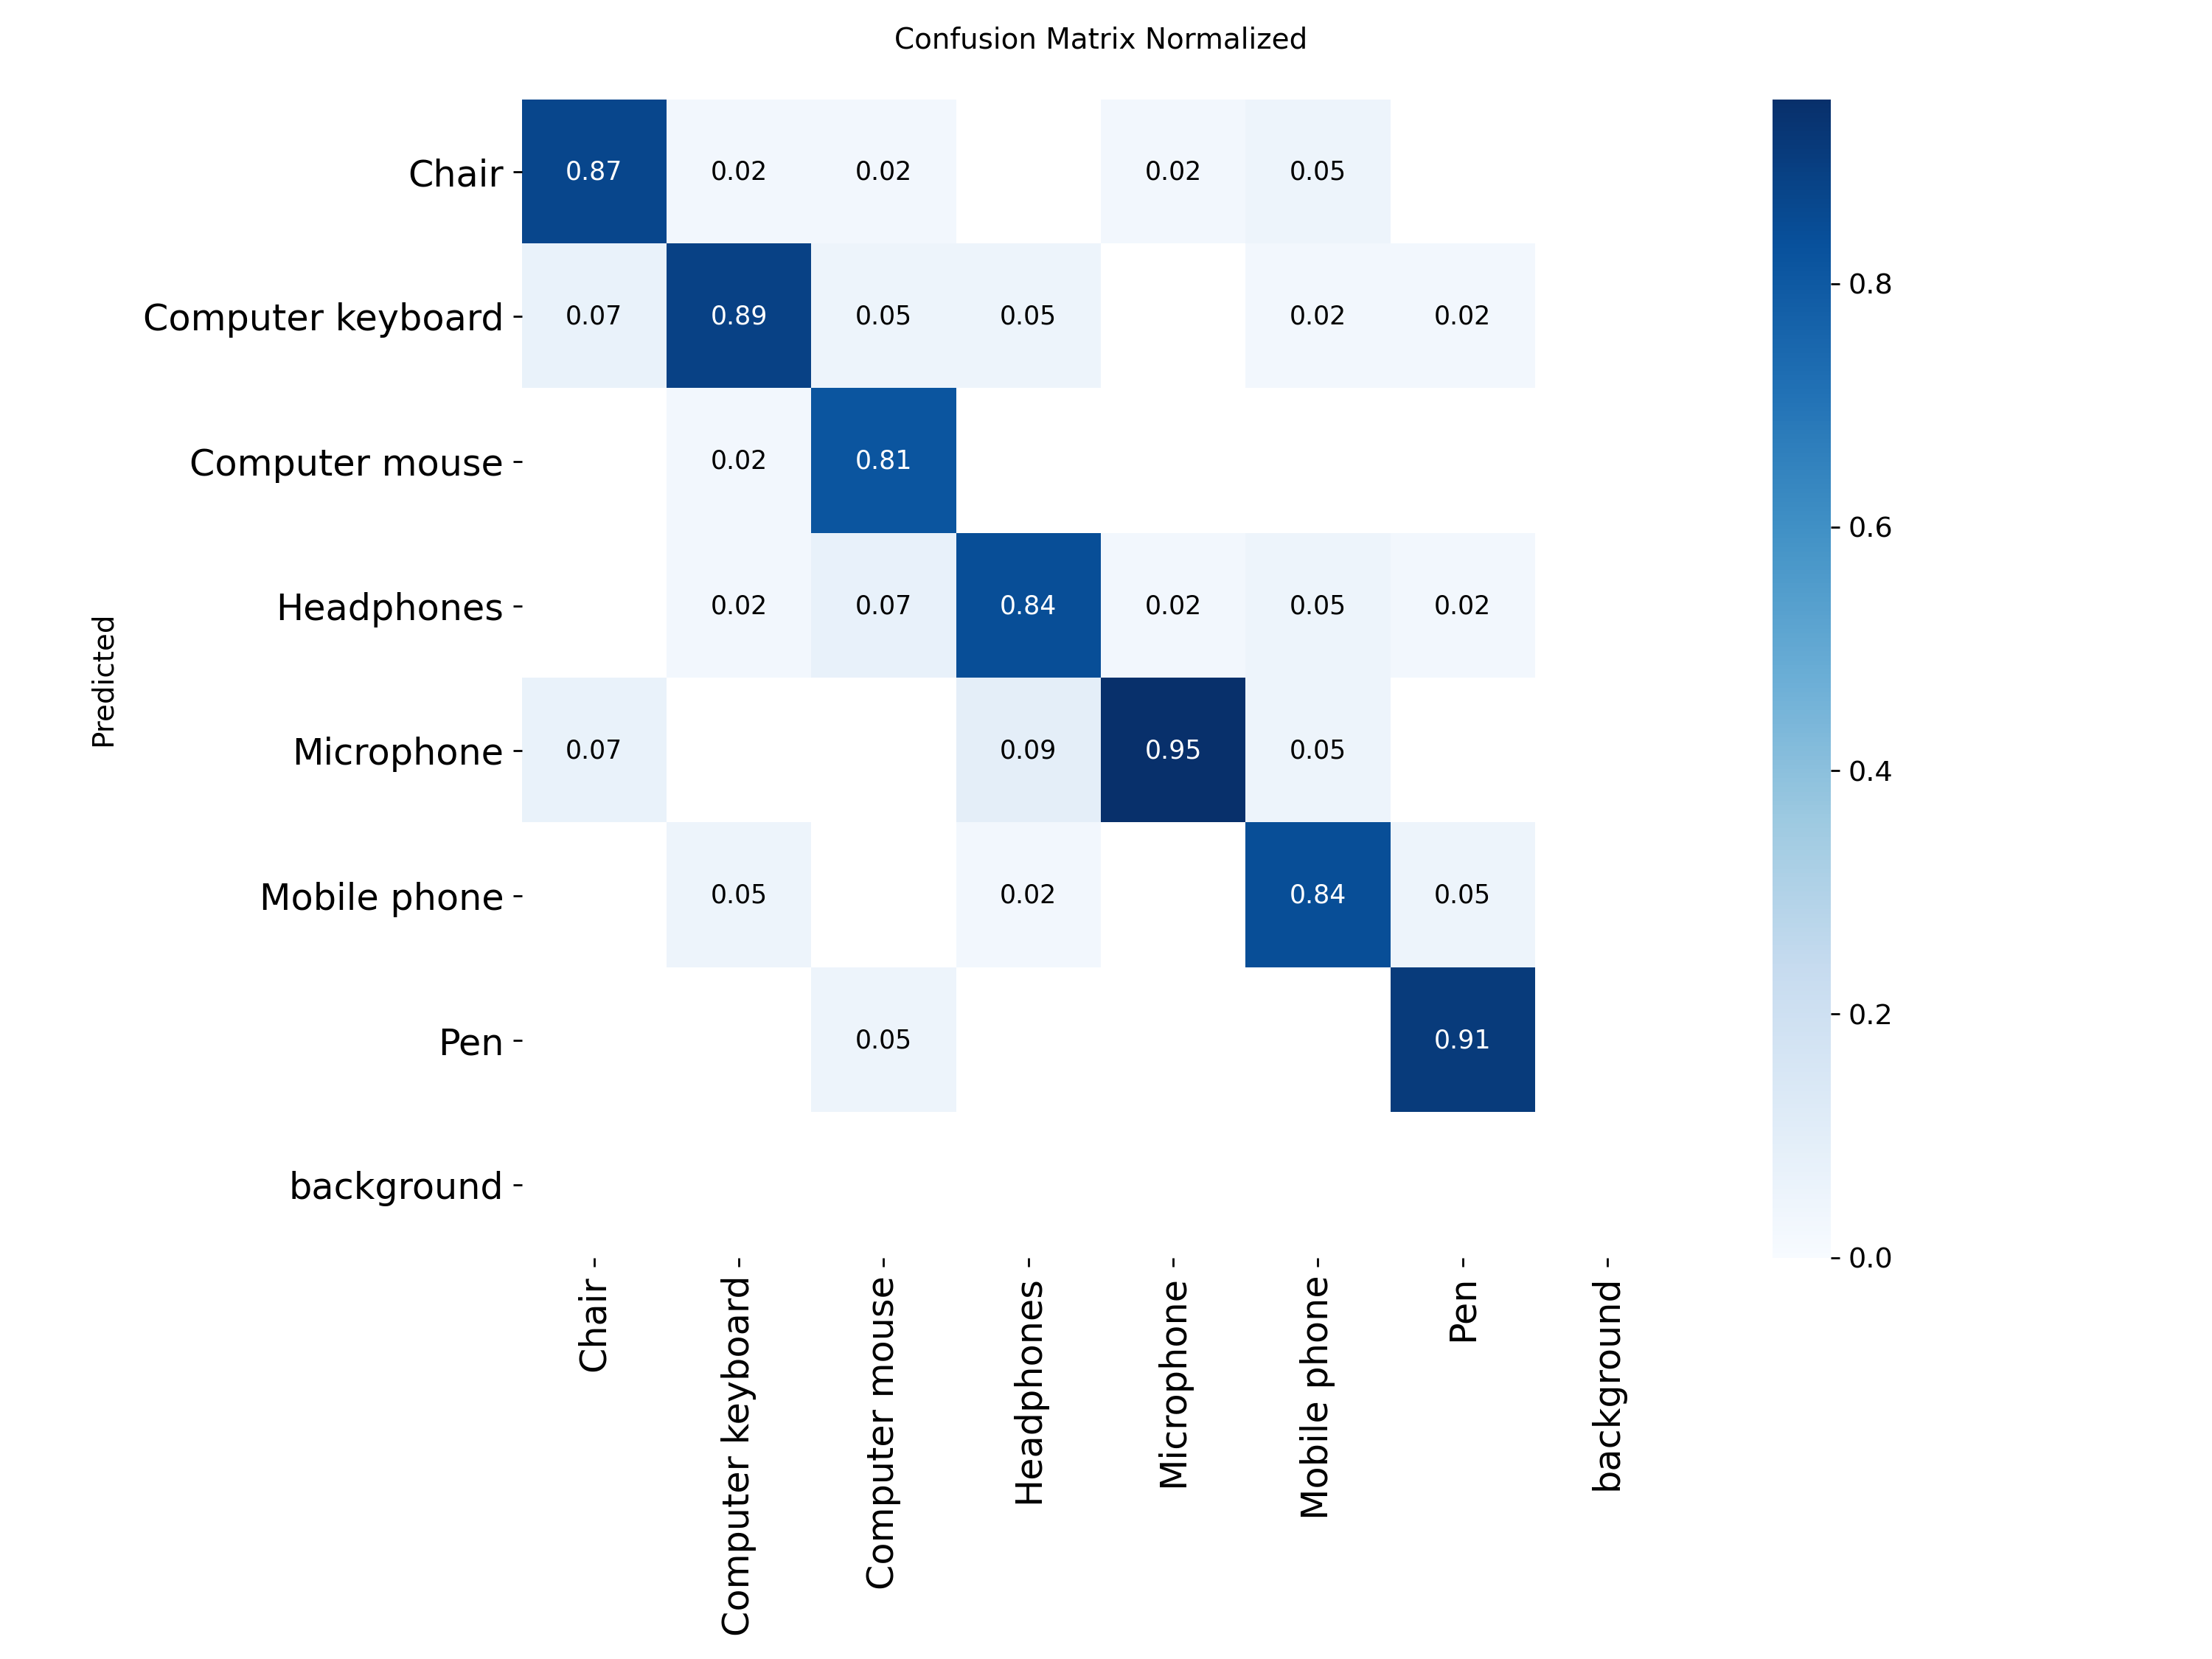 Confusion Matrix Normalized
Chair 0.87 0.02 0.02 0.02 0.05
Computer keyboard 0.07 0.89 0.05 0.05 0.02 0.02
Computer mouse 0.02 0.81
Headphones 0.02 0.07 0.84 0.02 0.05 0.02
Microphone 0.07 0.09 0.95 0.05
Mobile phone 0.05 0.02 0.84 0.05
Pen 0.05 0.91
background
Predicted
Chair
Computer keyboard
Computer mouse
Headphones
Microphone
Mobile phone
Pen
background
0.8
0.6
0.4
0.2
0.0